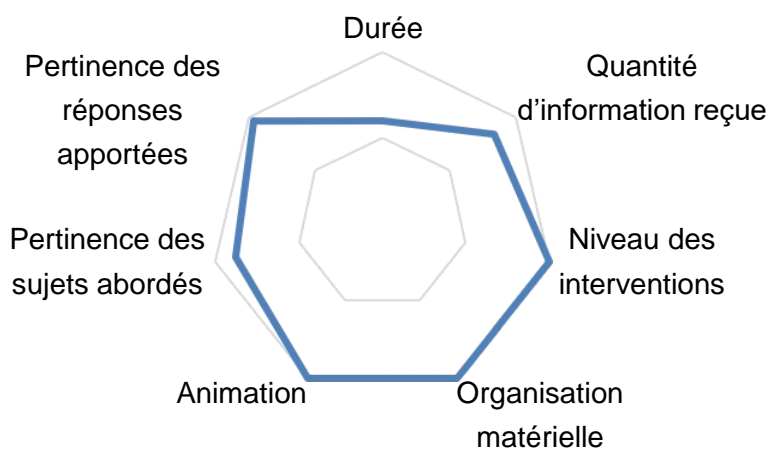 Durée
Quantité
d'information reçue
Niveau des
interventions
Organisation
matérielle
Animation
Pertinence des
sujets abordés
Pertinence des
réponses
apportées